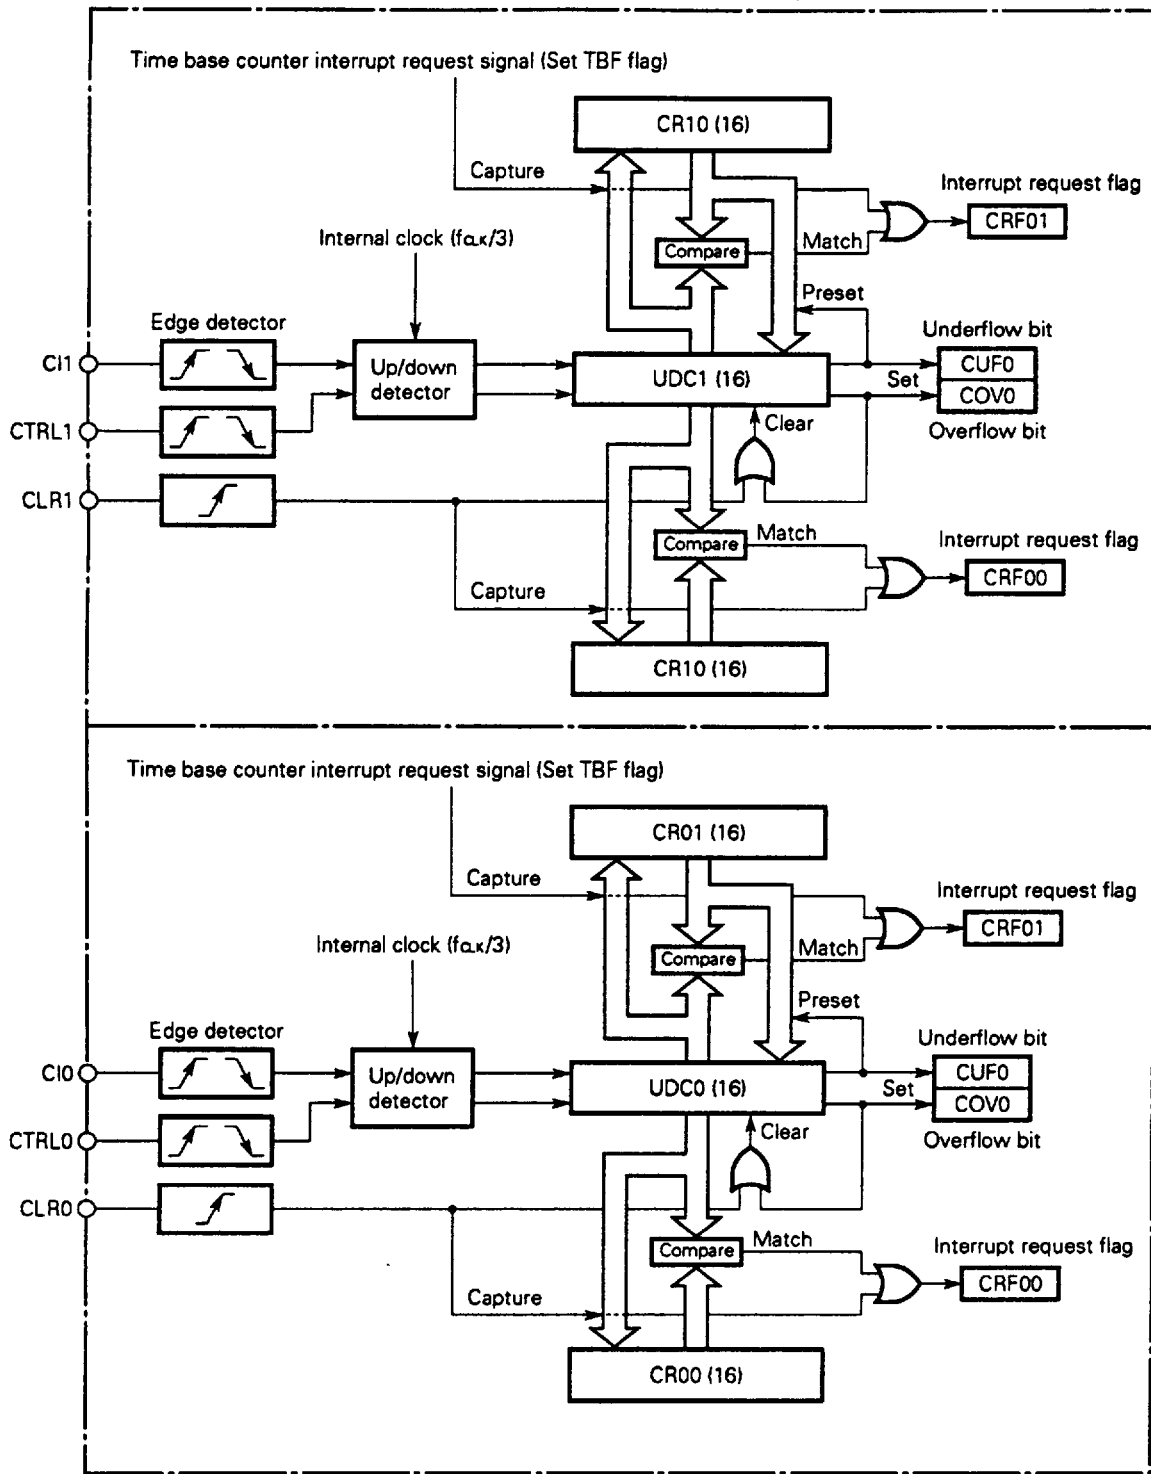 Time base counter interrupt request signal (Set TBF flag)
CR10 (16)
Capture
Interrupt request flag
CRF01
Internal clock (fCLK/3)
Compare
Match
Preset
Edge detector
Underflow bit
CI1
Up/down
detector
UDC1 (16)
CUF0
Set
COV0
CTRL1
Clear
Overflow bit
CLR1
Compare
Match
Interrupt request flag
CRF00
Capture
CR10 (16)
Time base counter interrupt request signal (Set TBF flag)
CR01 (16)
Capture
Interrupt request flag
CRF01
Internal clock (fCLK/3)
Compare
Match
Preset
Edge detector
Underflow bit
CI0
Up/down
detector
UDC0 (16)
CUF0
Set
COV0
CTRL0
Clear
Overflow bit
CLR0
Compare
Match
Interrupt request flag
CRF00
Capture
CR00 (16)